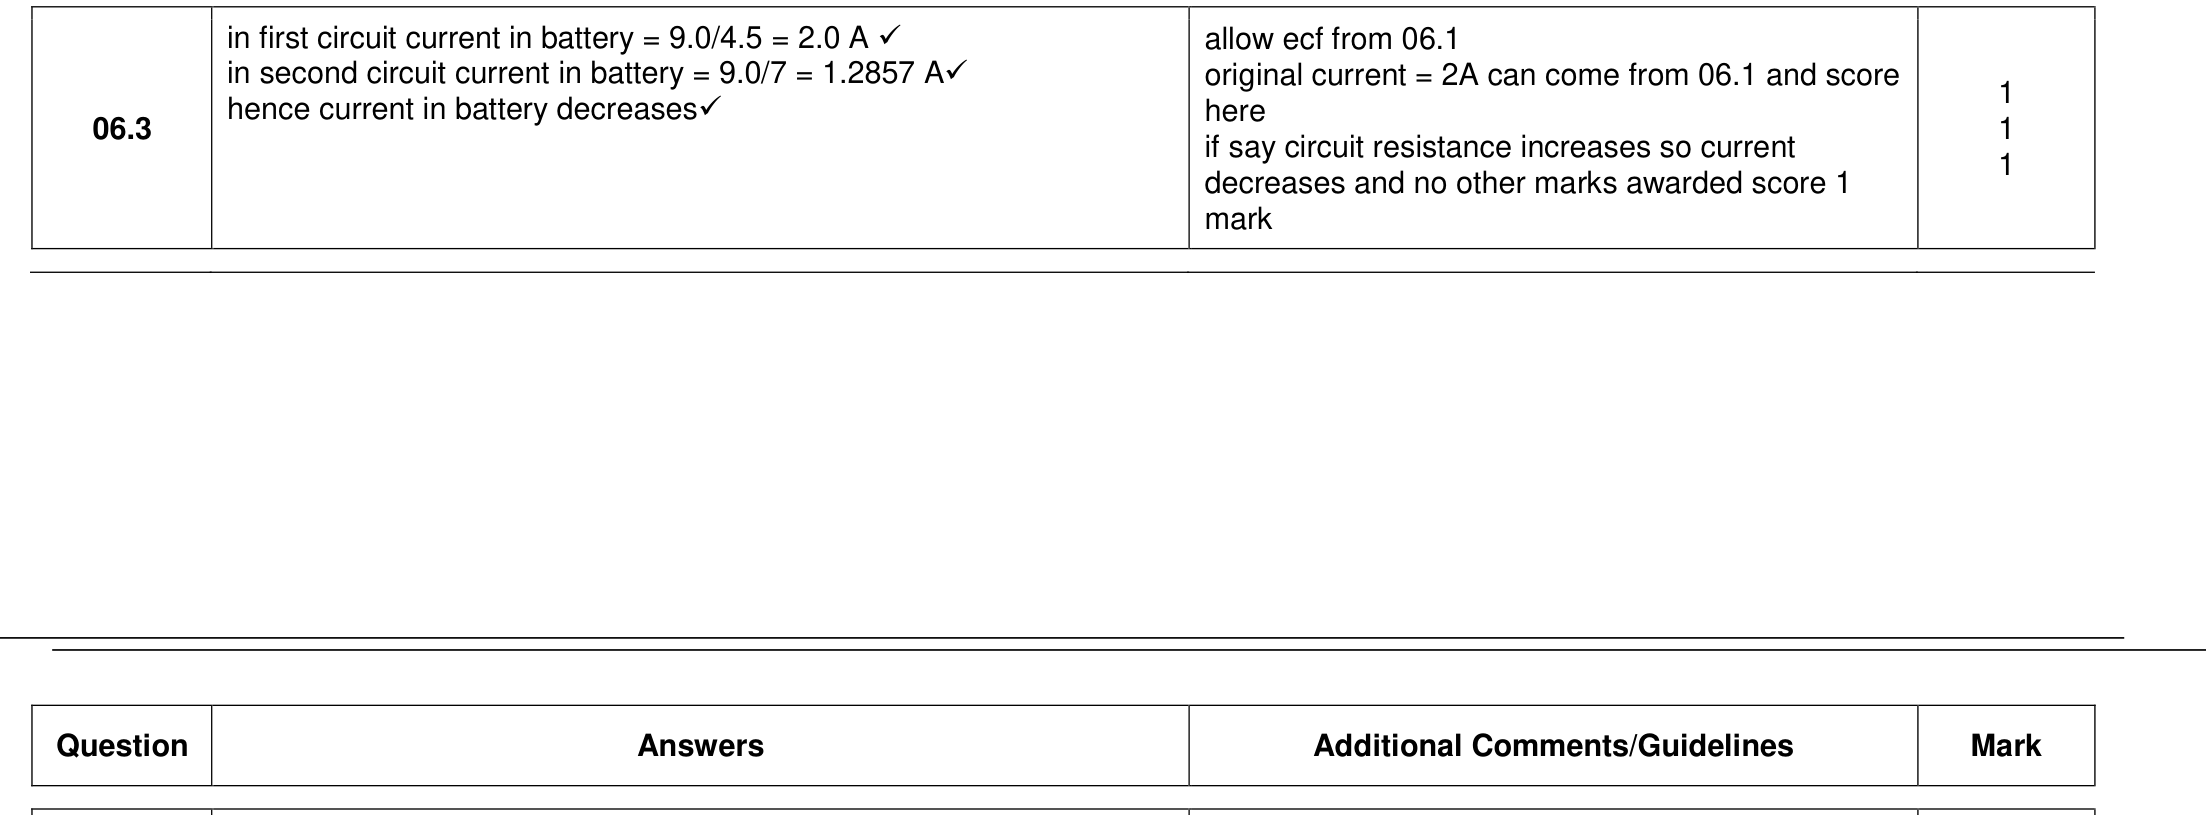 06.3
in first circuit current in battery = 9.0/4.5 = 2.0 A ✓
in second circuit current in battery = 9.0/7 = 1.2857 A✓
hence current in battery decreases✓
allow ecf from 06.1
original current = 2A can come from 06.1 and score
here
if say circuit resistance increases so current
decreases and no other marks awarded score 1
mark
1
1
1
Question
Answers
Additional Comments/Guidelines
Mark